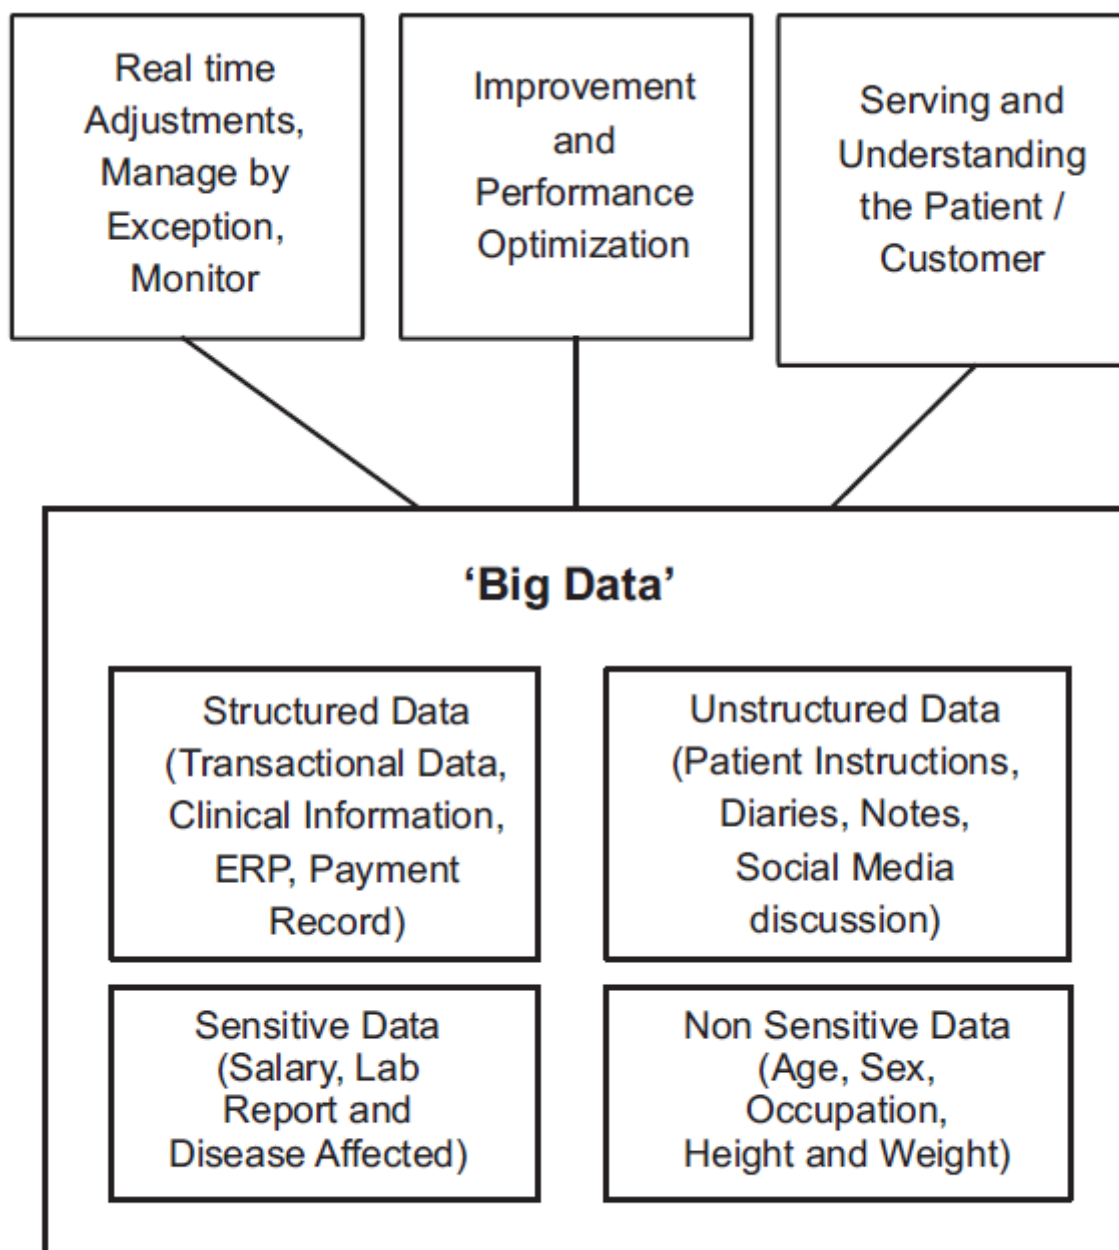 Real time
Adjustments,
Manage by
Exception,
Monitor
Improvement
and
Performance
Optimization
Serving and
Understanding
the Patient /
Customer
‘Big Data’
Structured Data
(Transactional Data,
Clinical Information,
ERP, Payment
Record)
Unstructured Data
(Patient Instructions,
Diaries, Notes,
Social Media
discussion)
Sensitive Data
(Salary, Lab
Report and
Disease Affected)
Non Sensitive Data
(Age, Sex,
Occupation,
Height and Weight)